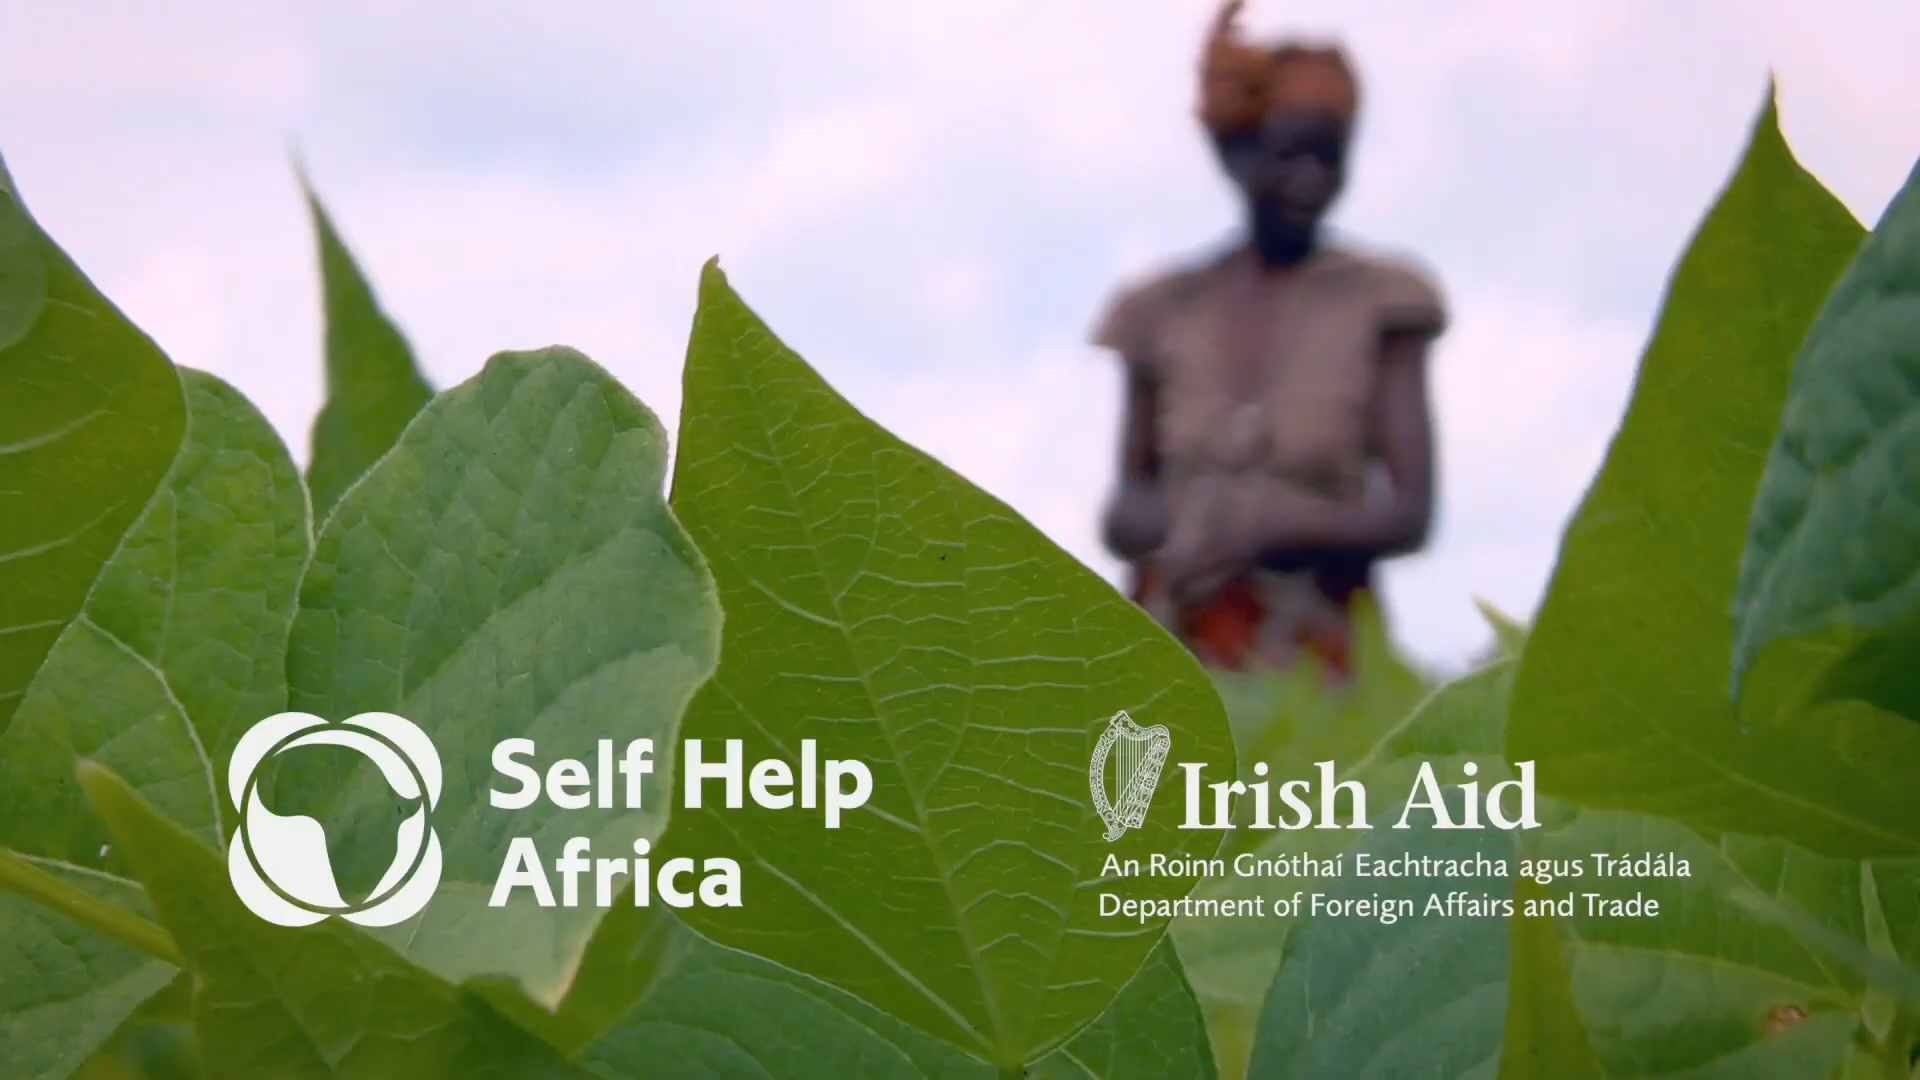 Self Help
Africa
Irish Aid
An Roinn Gnóthaí Eachtracha agus Trádála
Department of Foreign Affairs and Trade